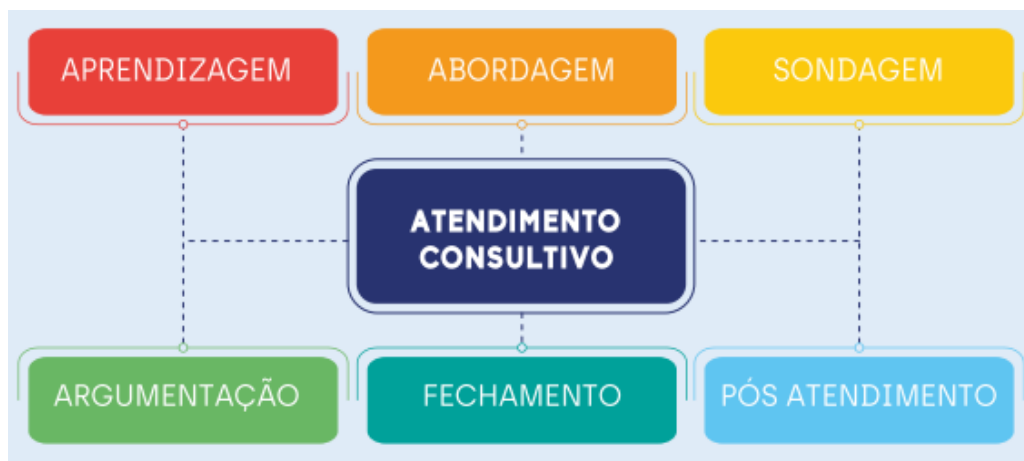 APRENDIZAGEM
ABORDAGEM
SONDAGEM
ATENDIMENTO
CONSULTIVO
ARGUMENTAÇÃO
FECHAMENTO
PÓS ATENDIMENTO